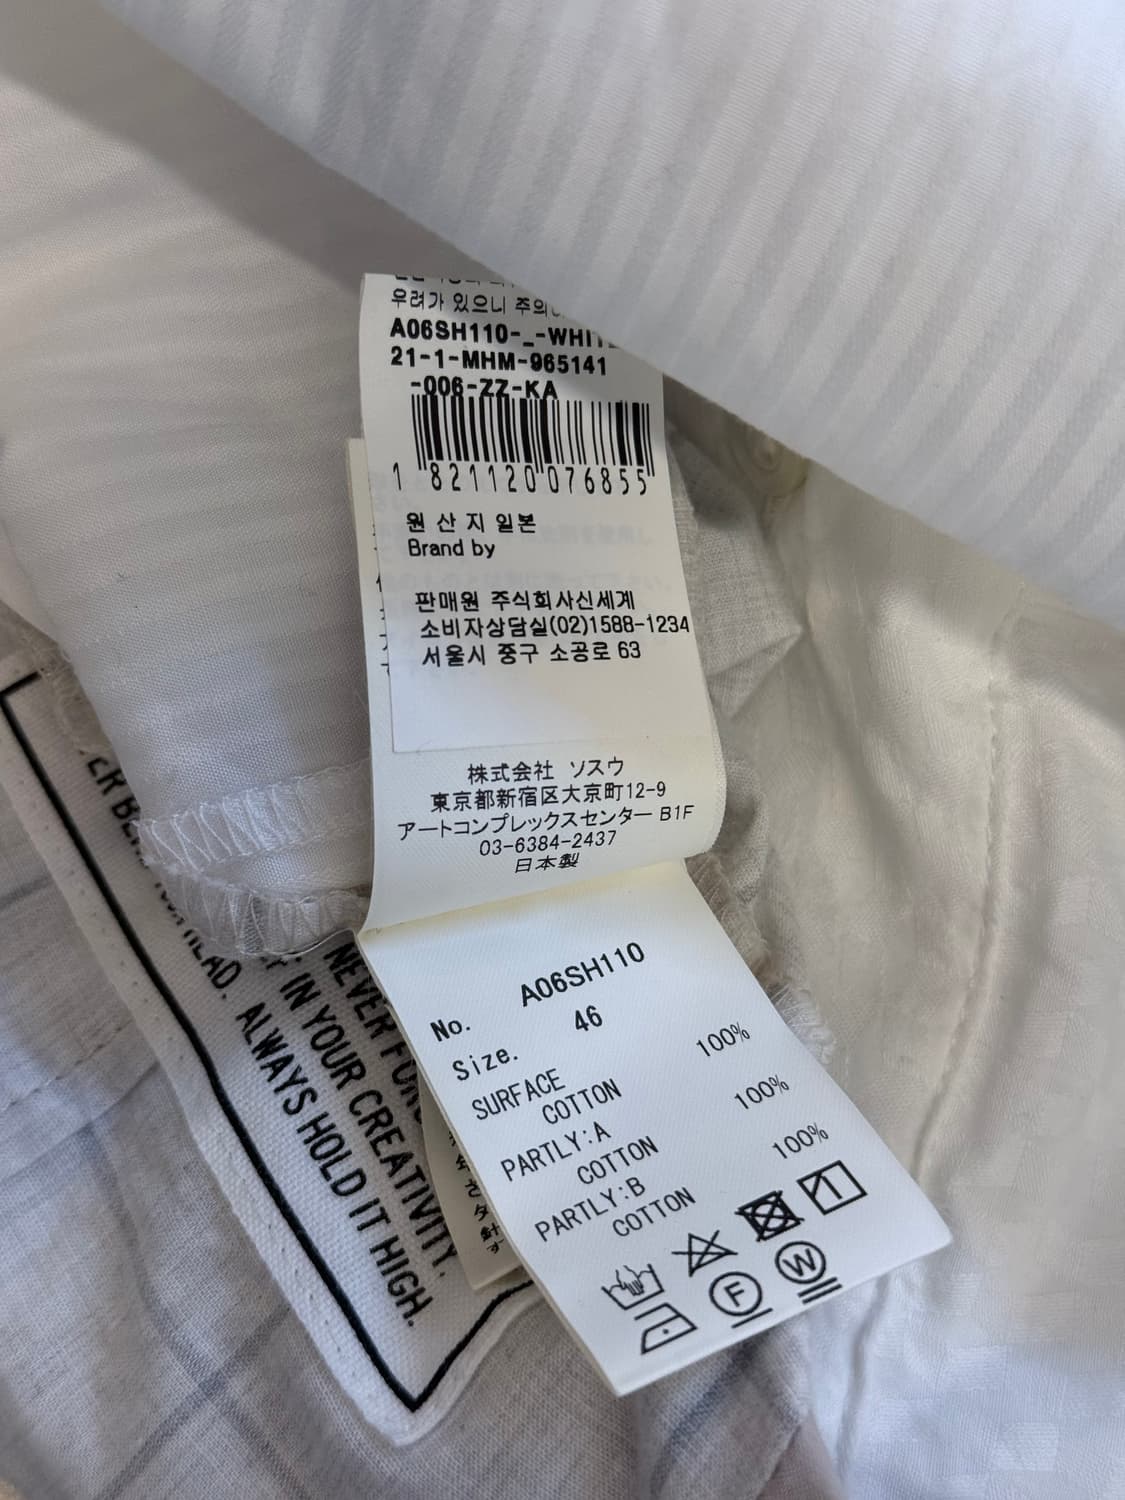 우려가 있으니
A06SH110-_-WHITE
21-1-MHM-965141
-006-ZZ-KA
1 821120 076855
원 산 지 일본
Brand by
판매원 주식회사신세계
소비자상담실(02)1588-1234
서울시 중구 소공로 63
株式会社 ソスウ
東京都新宿区大京町12-9
アートコンプレックスセンター B1F
03-6384-2437
日本製
No. A06SH110
Size. 46
SURFACE
COTTON 100%
PARTLY:A
COTTON 100%
PARTLY:B
COTTON 100%
F
W
NEVER
IN YOUR CREATIVITY.
ALWAYS HOLD IT HIGH.